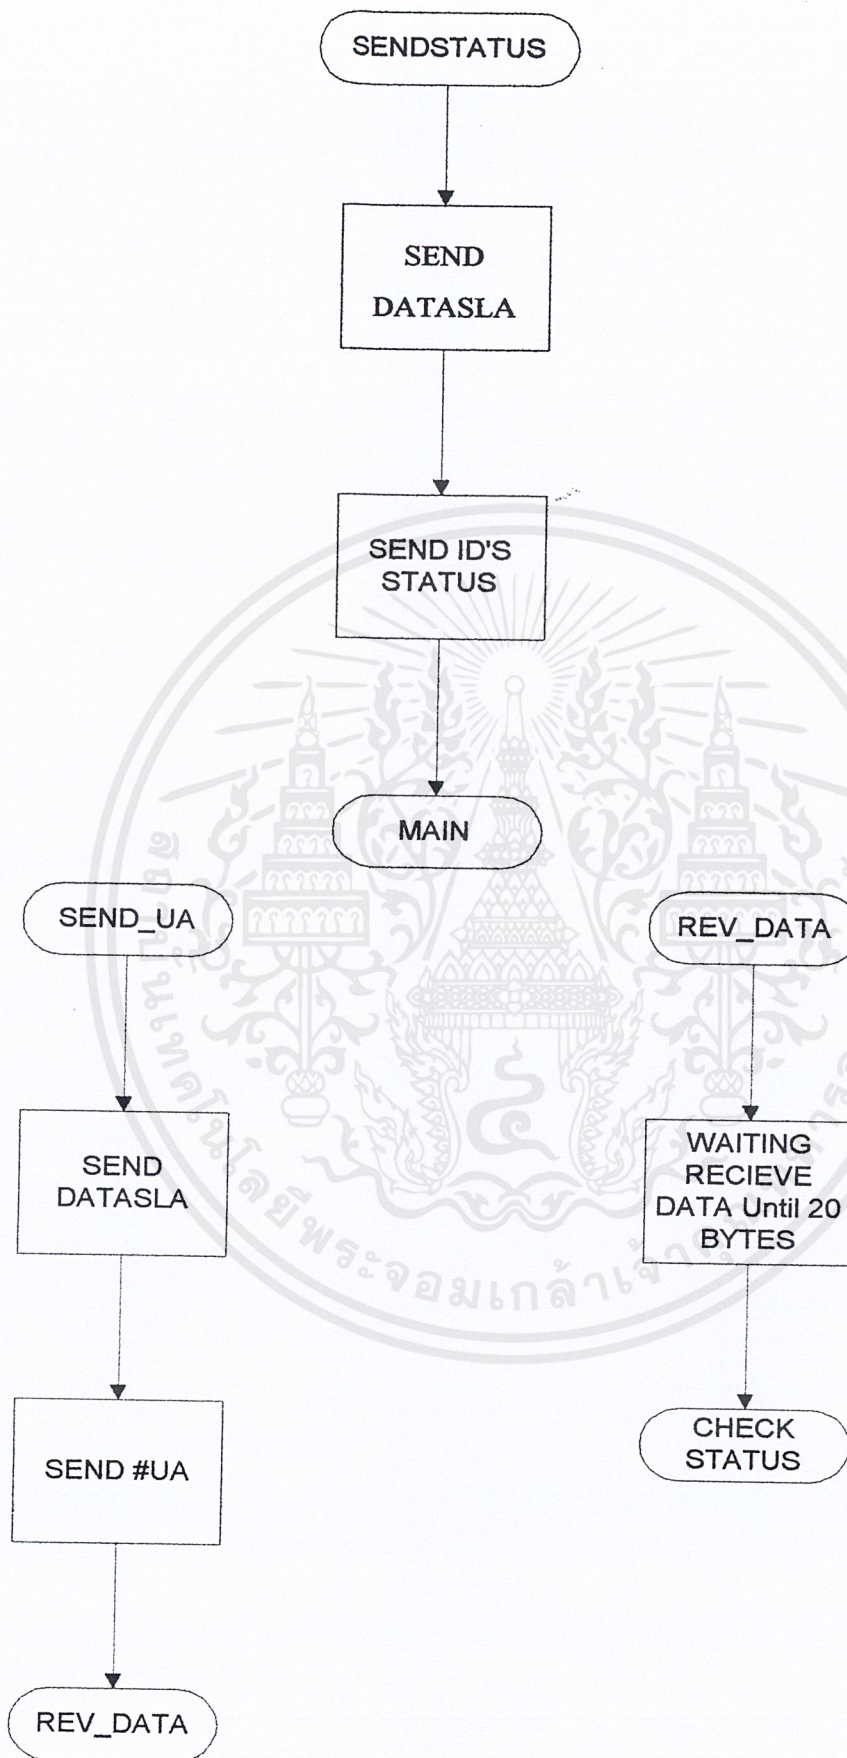 SENDSTATUS
SEND
DATASLA
SEND ID'S
STATUS
MAIN
SEND_UA
SEND
DATASLA
SEND #UA
REV_DATA
REV_DATA
WAITING
RECIEVE
DATA Until 20
BYTES
CHECK
STATUS